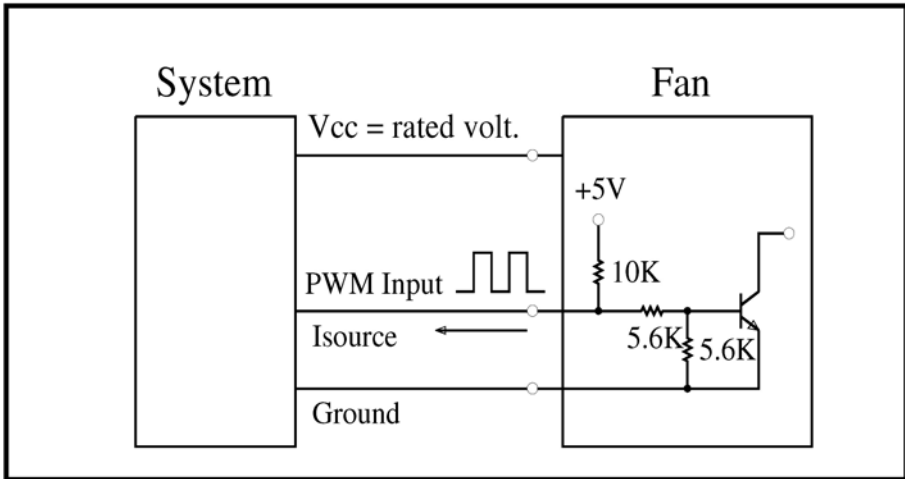 System
Fan
Vcc = rated volt.
+5V
10K
PWM Input
Isource
5.6K
5.6K
Ground